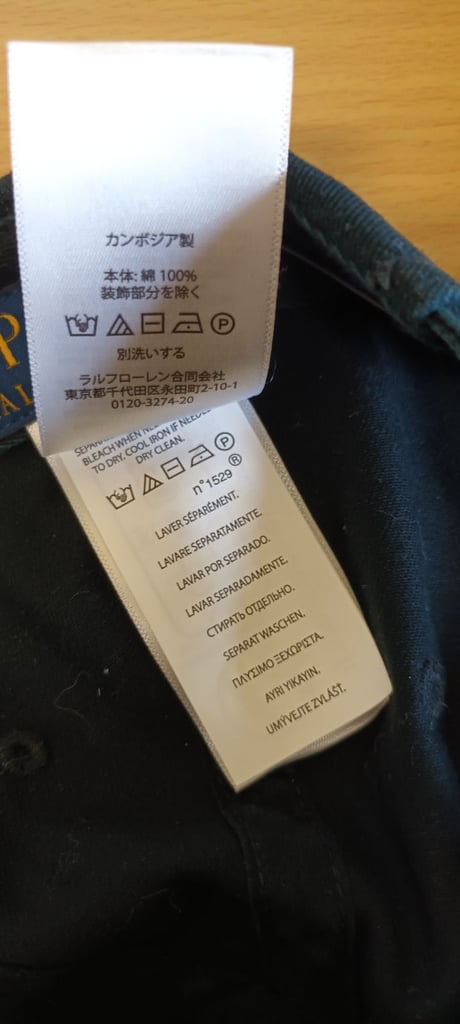 カンボジア製
本体: 綿 100%
装飾部分を除く
P
別洗いする
ラルフローレン合同会社
東京都千代田区永田町2-10-1
0120-3274-20
P
BLEACH WHEN
TO DRY. COOL IRON IF NEEDED
DRY CLEAN.
P
n°1529 ®
LAVER SÉPARÉMENT.
LAVARE SEPARATAMENTE.
LAVAR POR SEPARADO.
LAVAR SEPARADAMENTE.
СТИРАТЬ ОТДЕЛЬНО.
SEPARAT WASCHEN.
ΠΛΥΣΙΜΟ ΞΕΧΩΡΙΣΤΑ.
AYRI YIKAYIN.
UMÝVEJTE ZVLÁŠŤ.